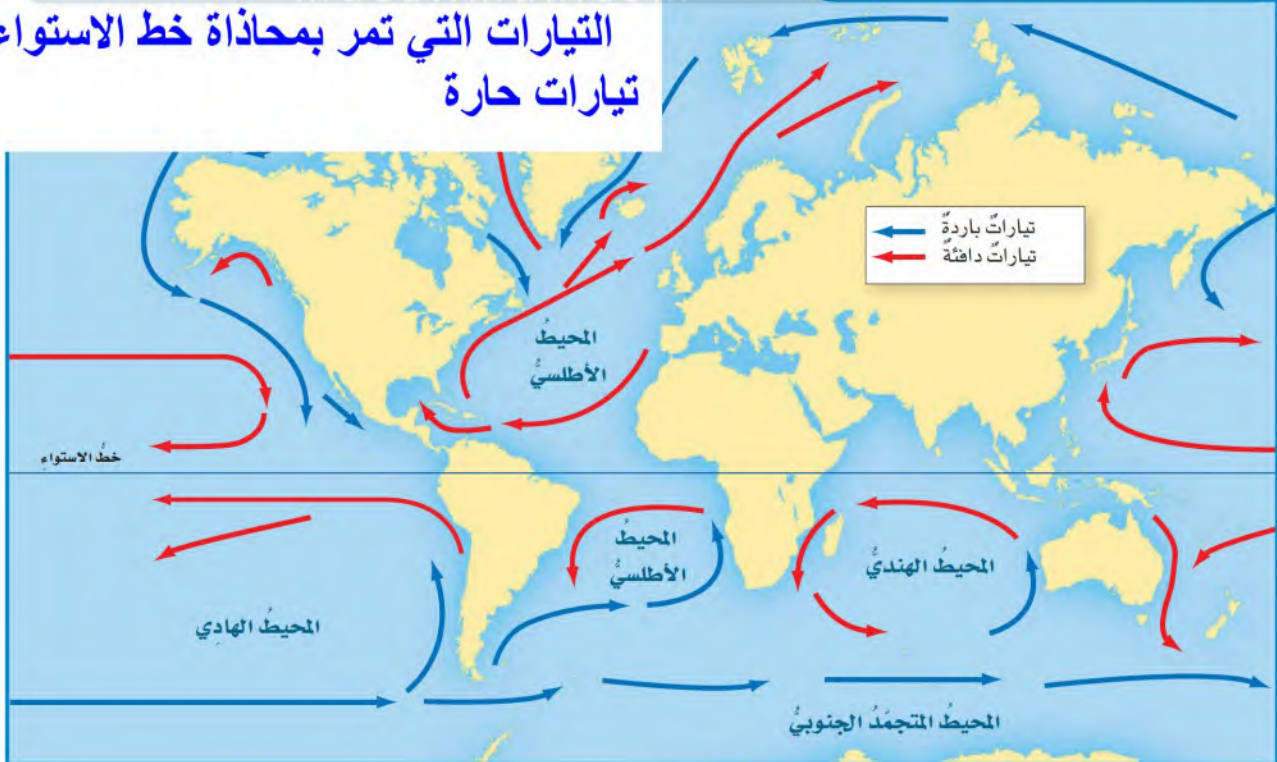 التيارات التي تمر بمحاذاة خط الاستواء
تيارات حارة
تياراتٌ باردةٌ
تياراتٌ دافئةٌ
المحيطُ
الأطلسيُّ
خطُّ الاستواءِ
المحيطُ
الأطلسيُّ
المحيطُ الهنديُّ
المحيطُ الهادِي
المحيطُ المتجمّدُ الجنوبيُّ